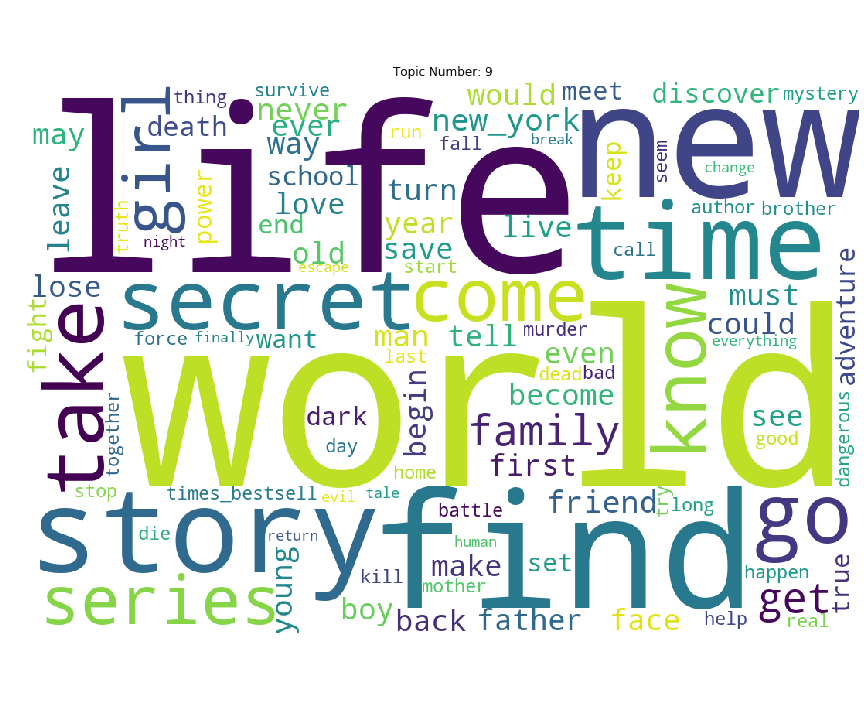 Topic Number: 9
thing
survive
would
meet
discover
mystery
never
life
new
may
death
girl
ever
new_york
way
run
fall
break
seem
keep
change
leave
school
turn
love
power
truth
night
year
live
author
brother
time
end
old
save
call
escape
start
lose
secret
come
know
must
could
adventure
fight
take
force
finally
want
man
tell
murder
even
everything
last
world
dead
bad
become
together
dark
begin
family
see
day
first
good
home
dangerous
stop
times_bestsell
evil
tale
story
find
battle
friend
try
long
go
die
return
human
young
kill
make
set
happen
series
mother
boy
back
father
face
help
get
real
true